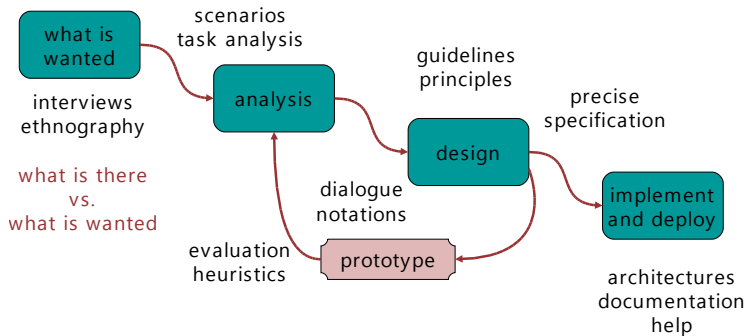 what is
wanted
scenarios
task analysis
interviews
ethnography
what is there
vs.
what is wanted
analysis
guidelines
principles
design
precise
specification
dialogue
notations
implement
and deploy
evaluation
heuristics
prototype
architectures
documentation
help